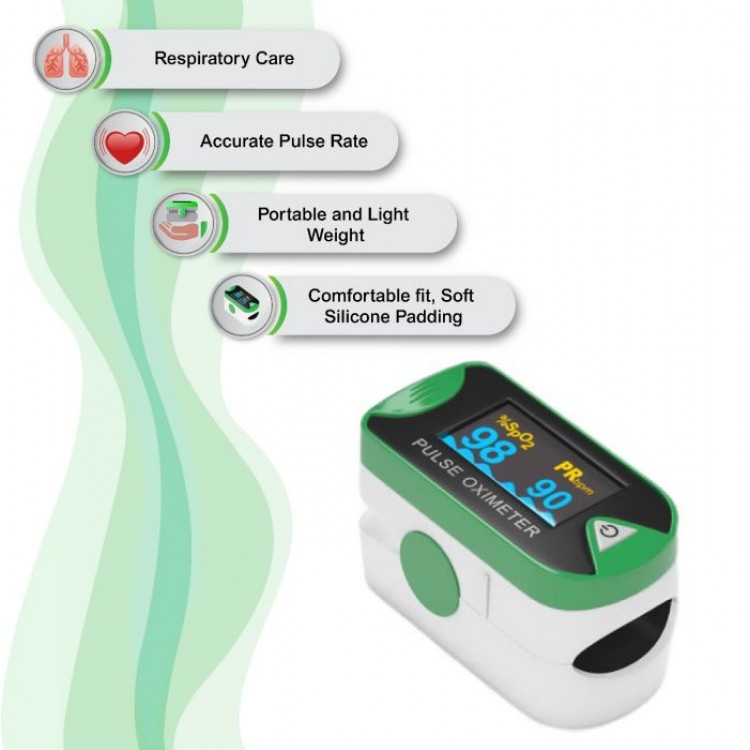 Respiratory Care
Accurate Pulse Rate
Portable and Light
Weight
Comfortable fit, Soft
Silicone Padding
%SpO2
98
PRbpm
90
PULSE OXIMETER